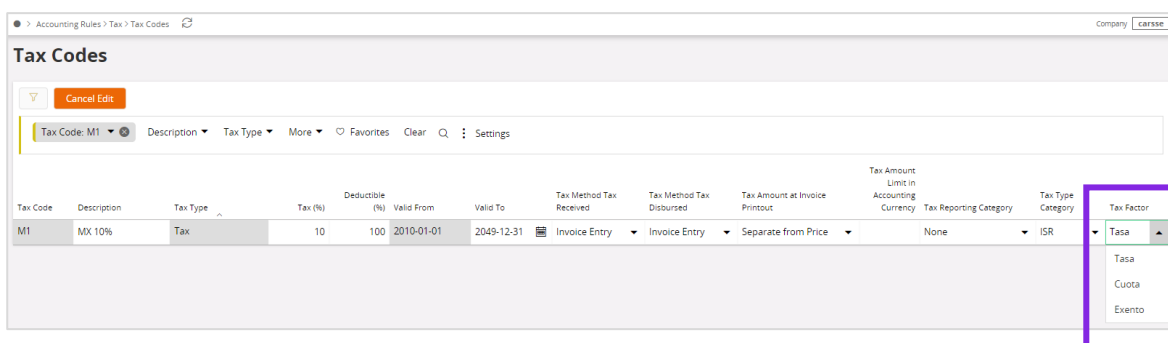 > Accounting Rules > Tax > Tax Codes
Company carsse
Tax Codes
Cancel Edit
Tax Code: M1 Description Tax Type More Favorites Clear Settings
Tax Code Description Tax Type Tax (%) Deductible (%) Valid From Valid To Tax Method Tax Received Tax Method Tax Disbursed Tax Amount at Invoice Printout Tax Amount Limit in Accounting Currency Tax Reporting Category Tax Type Category Tax Factor
M1 MX 10% Tax 10 100 2010-01-01 2049-12-31 Invoice Entry Invoice Entry Separate from Price None ISR Tasa
Tasa
Cuota
Exento